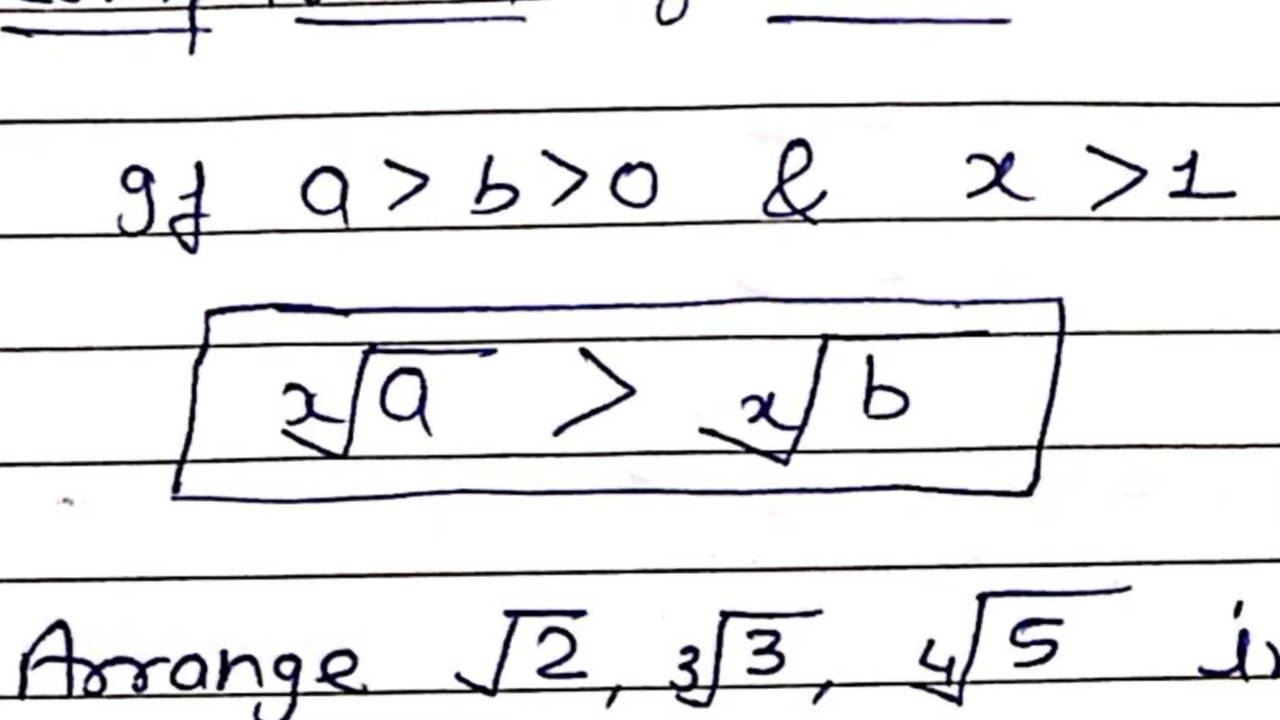 If a > b > 0 & x > 1
ˣ√a > ˣ√b
Arrange √2, ³√3, ⁴√5